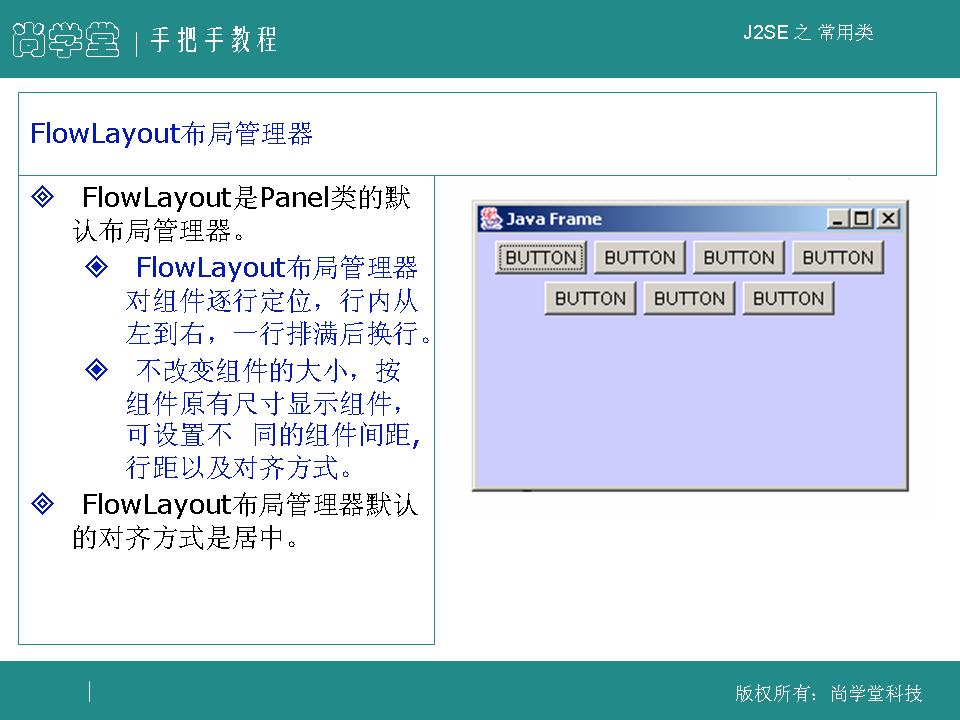 尚学堂 手把手教程
J2SE 之 常用类
FlowLayout布局管理器
FlowLayout是Panel类的默
认布局管理器。
FlowLayout布局管理器
对组件逐行定位，行内从
左到右，一行排满后换行。
不改变组件的大小，按
组件原有尺寸显示组件，
可设置不 同的组件间距,
行距以及对齐方式。
FlowLayout布局管理器默认
的对齐方式是居中。
Java Frame
BUTTON BUTTON BUTTON BUTTON
BUTTON BUTTON BUTTON
版权所有：尚学堂科技